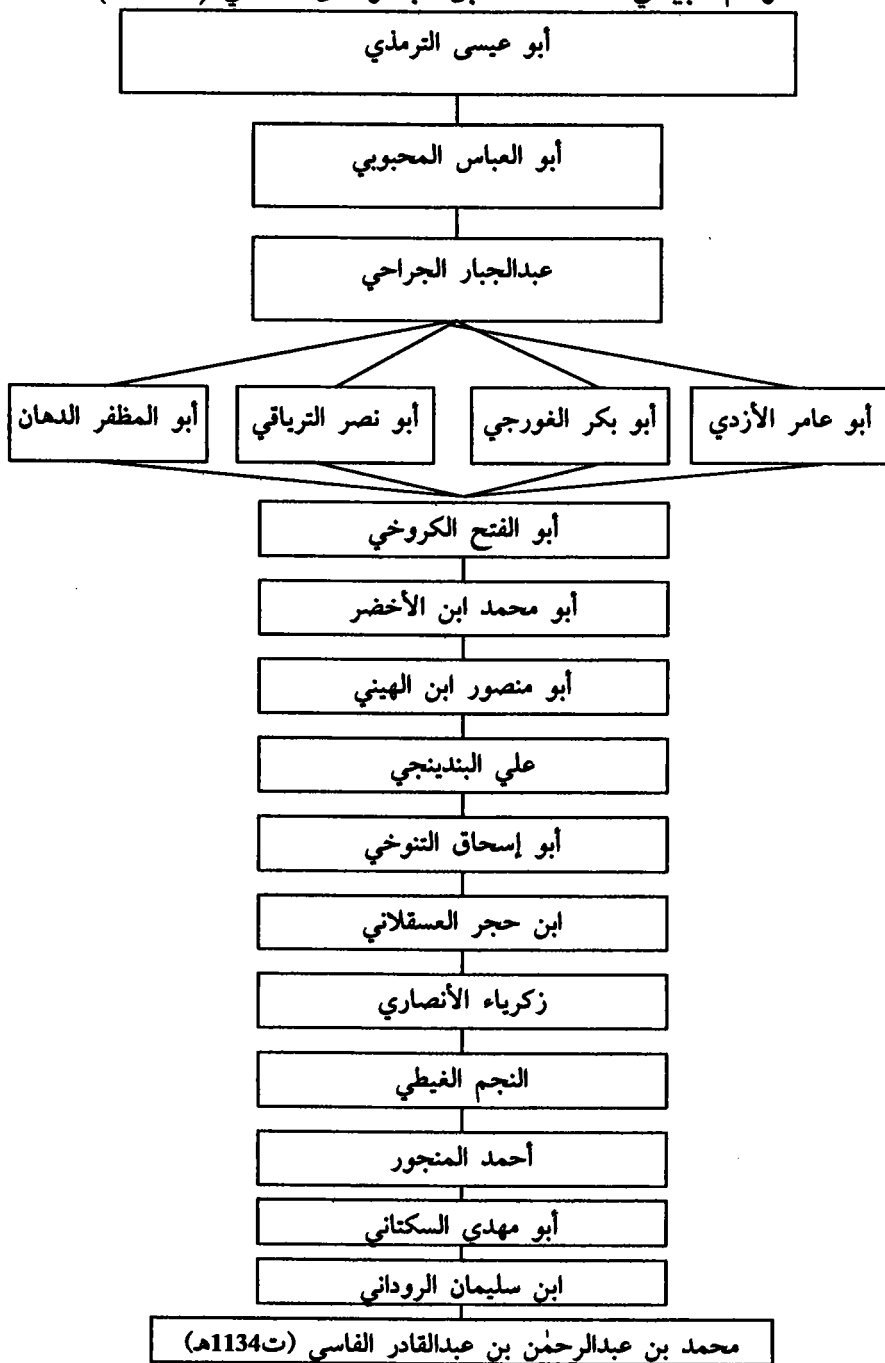 أبو عيسى الترمذي
أبو العباس المحبوبي
عبدالجبار الجراحي
أبو عامر الأزدي
أبو بكر الغورجي
أبو نصر الترياقي
أبو المظفر الدهان
أبو الفتح الكروخي
أبو محمد ابن الأخضر
أبو منصور ابن الهيني
علي البندينجي
أبو إسحاق التنوخي
ابن حجر العسقلاني
زكرياء الأنصاري
النجم الغيطي
أحمد المنجور
أبو مهدي السكتاني
ابن سليمان الروداني
محمد بن عبدالرحمٰن بن عبدالقادر الفاسي (ت1134هـ)